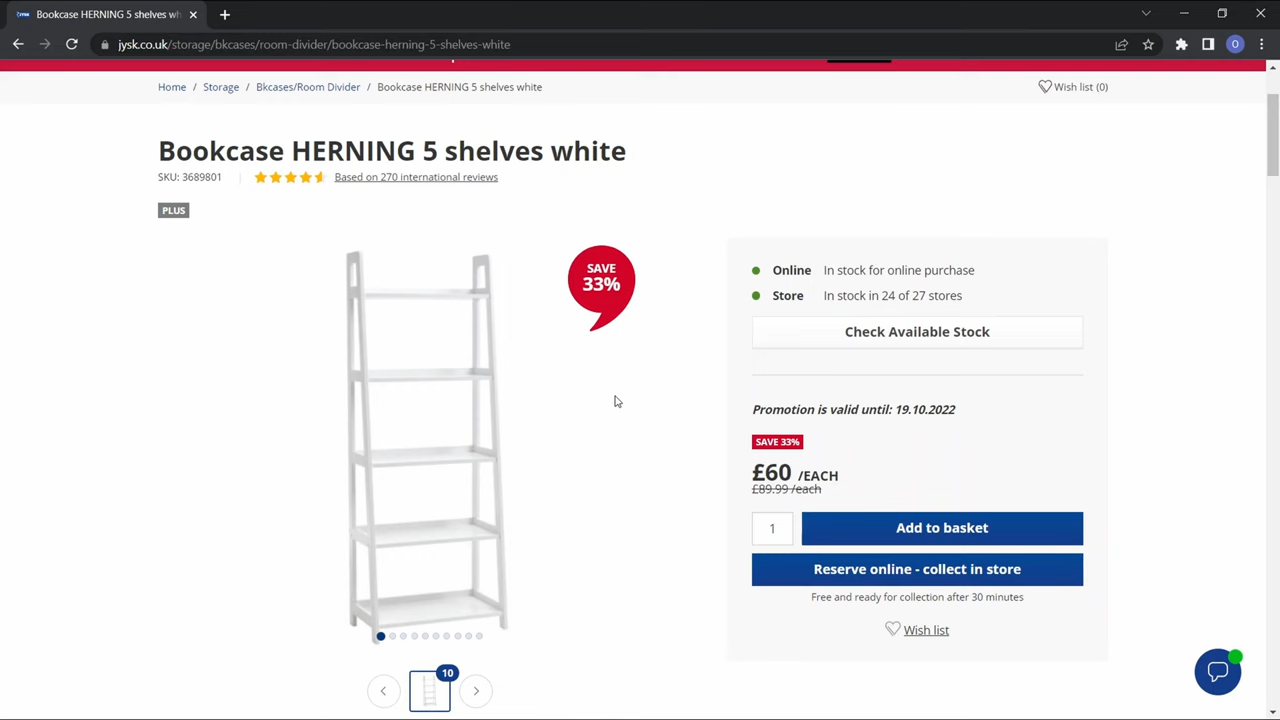 Bookcase HERNING 5 shelves wh
jysk.co.uk/storage/bkcases/room-divider/bookcase-herning-5-shelves-white
O
Home / Storage / Bkcases/Room Divider / Bookcase HERNING 5 shelves white
Wish list (0)
Bookcase HERNING 5 shelves white
SKU: 3689801
Based on 270 international reviews
PLUS
SAVE
33%
Online In stock for online purchase
Store In stock in 24 of 27 stores
Check Available Stock
Promotion is valid until: 19.10.2022
SAVE 33%
£60 /EACH
£89.99 /each
1 Add to basket
Reserve online - collect in store
Free and ready for collection after 30 minutes
Wish list
10